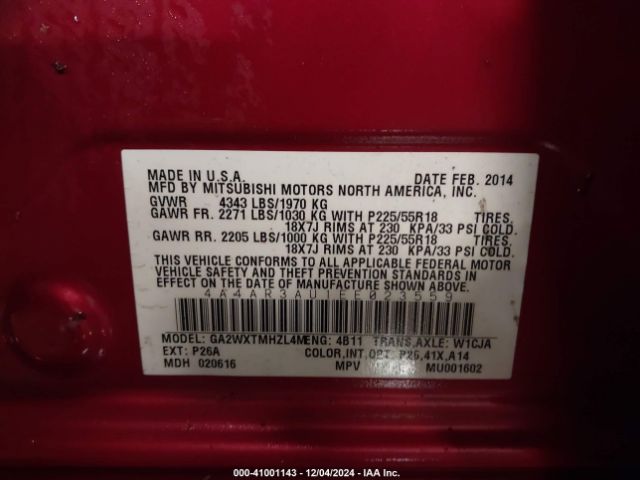 MADE IN U.S.A. DATE FEB. 2014
MFD BY MITSUBISHI MOTORS NORTH AMERICA, INC.
GVWR 4343 LBS/1970 KG
GAWR FR. 2271 LBS/1030 KG WITH P225/55R18 TIRES,
18X7J RIMS AT 230 KPA/33 PSI COLD.
GAWR RR. 2205 LBS/1000 KG WITH P225/55R18 TIRES,
18X7J RIMS AT 230 KPA/33 PSI COLD.
THIS VEHICLE CONFORMS TO ALL APPLICABLE FEDERAL MOTOR
VEHICLE SAFETY AND THEFT PREVENTION STANDARDS IN
EFFECT ON THE DATE OF MANUFACTURE SHOWN ABOVE.
4A4AR3AU1EE023559
MODEL: GA2WXTMHZL4M ENG: 4B11 TRANS,AXLE: W1CJA
EXT: P26A COLOR,INT,OPT: P26,41X,A14
MDH 020616 MPV MU001602
000-41001143 - 12/04/2024 - IAA Inc.